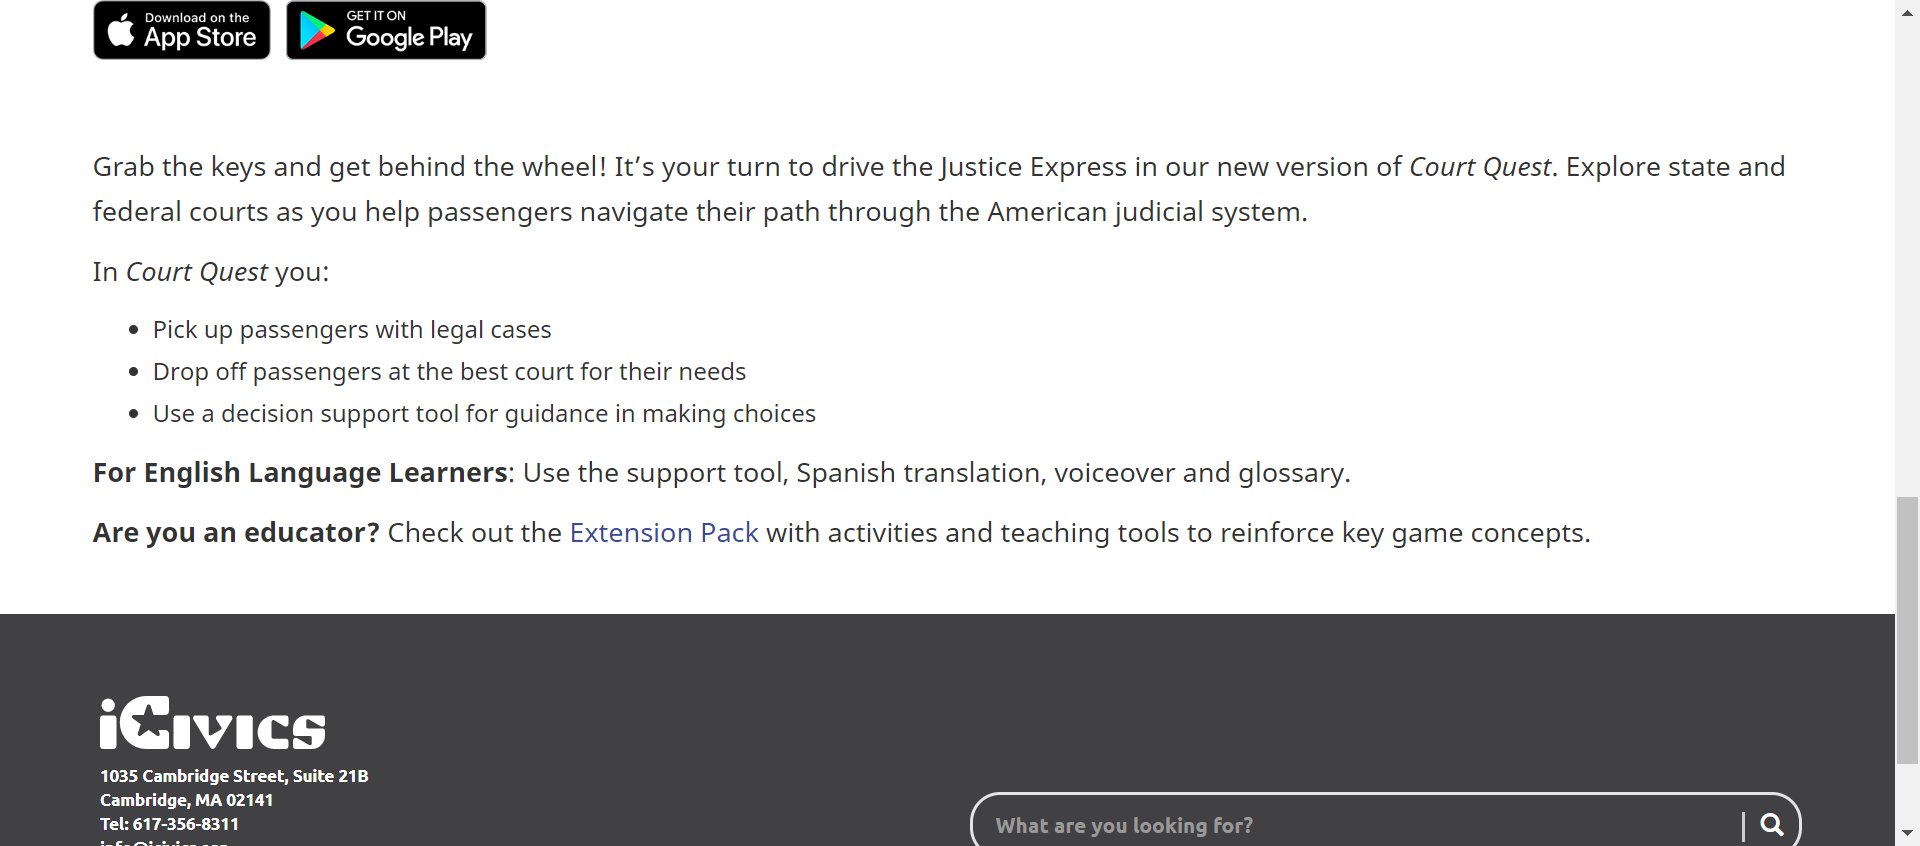 Download on the
App Store
GET IT ON
Google Play
Grab the keys and get behind the wheel! It’s your turn to drive the Justice Express in our new version of Court Quest. Explore state and
federal courts as you help passengers navigate their path through the American judicial system.
In Court Quest you:
Pick up passengers with legal cases
Drop off passengers at the best court for their needs
Use a decision support tool for guidance in making choices
For English Language Learners: Use the support tool, Spanish translation, voiceover and glossary.
Are you an educator? Check out the Extension Pack with activities and teaching tools to reinforce key game concepts.
iCivics
1035 Cambridge Street, Suite 21B
Cambridge, MA 02141
Tel: 617-356-8311
What are you looking for?